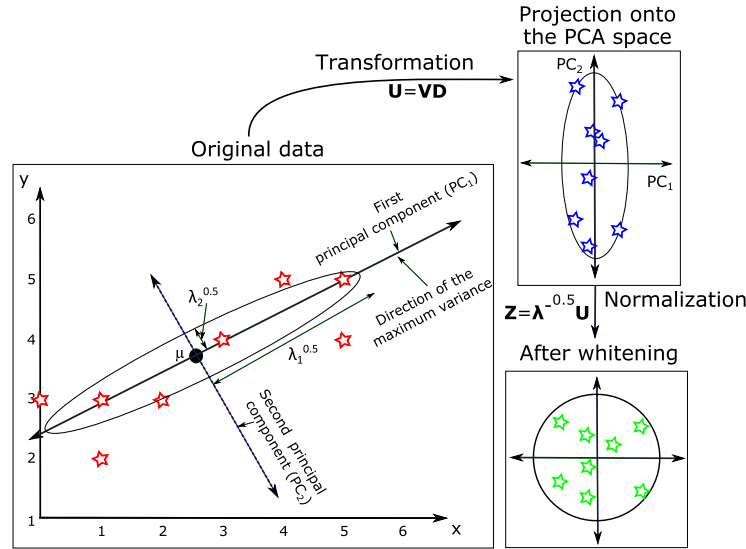 Projection onto
the PCA space
Transformation
U=VD
PC2
PC1
Original data
y
6
5
4
3
2
1
1
2
3
4
5
6
x
First
principal component (PC1)
Direction of the
maximum variance
λ2^0.5
λ1^0.5
μ
Second principal
component (PC2)
Z=λ^-0.5U
Normalization
After whitening